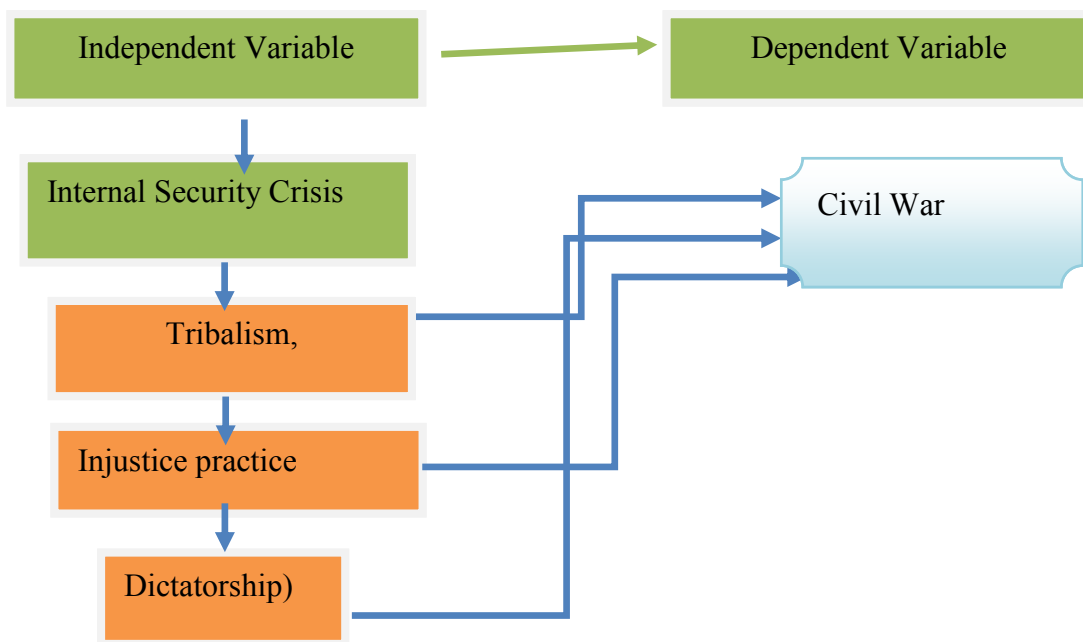 Independent Variable
Dependent Variable
Internal Security Crisis
Civil War
Tribalism,
Injustice practice
Dictatorship)